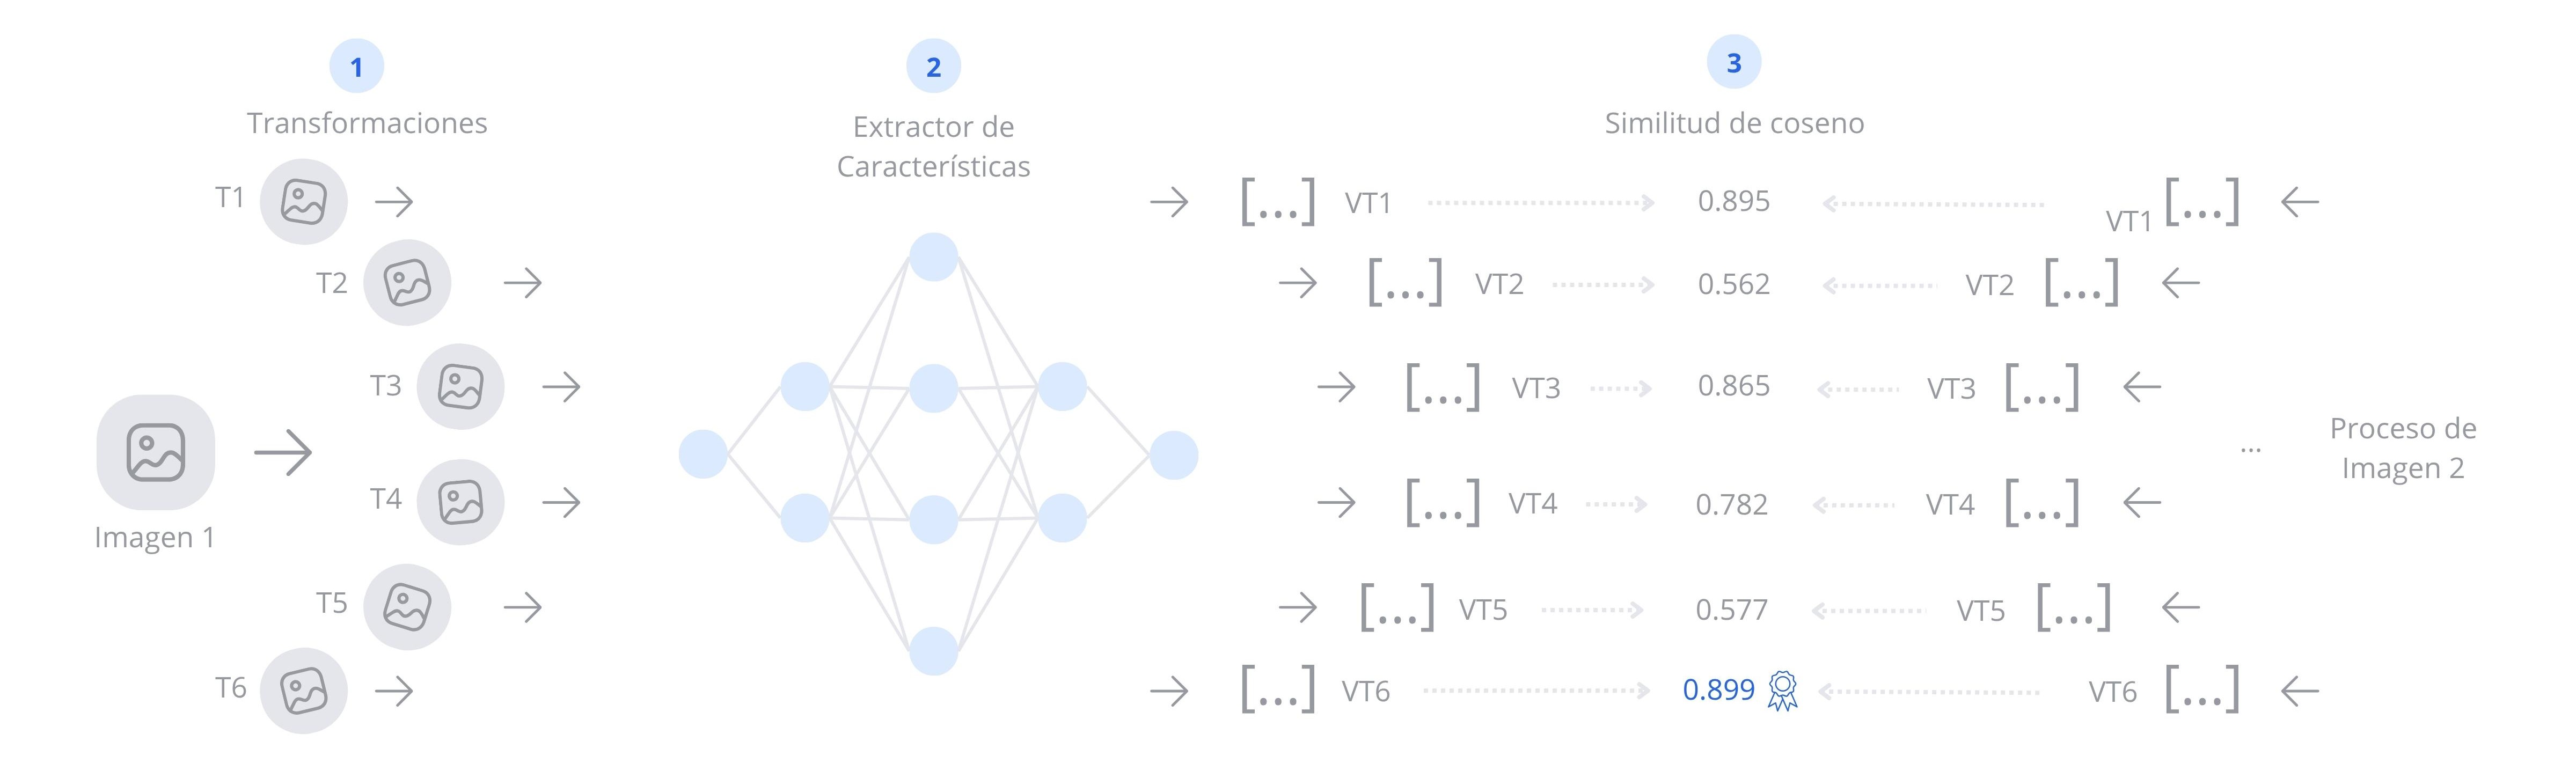 1
Transformaciones
T1
T2
T3
T4
T5
T6
Imagen 1
2
Extractor de
Características
3
Similitud de coseno
[...] VT1 0.895 VT1 [...]
[...] VT2 0.562 VT2 [...]
[...] VT3 0.865 VT3 [...]
[...] VT4 0.782 VT4 [...]
[...] VT5 0.577 VT5 [...]
[...] VT6 0.899 VT6 [...]
...
Proceso de
Imagen 2